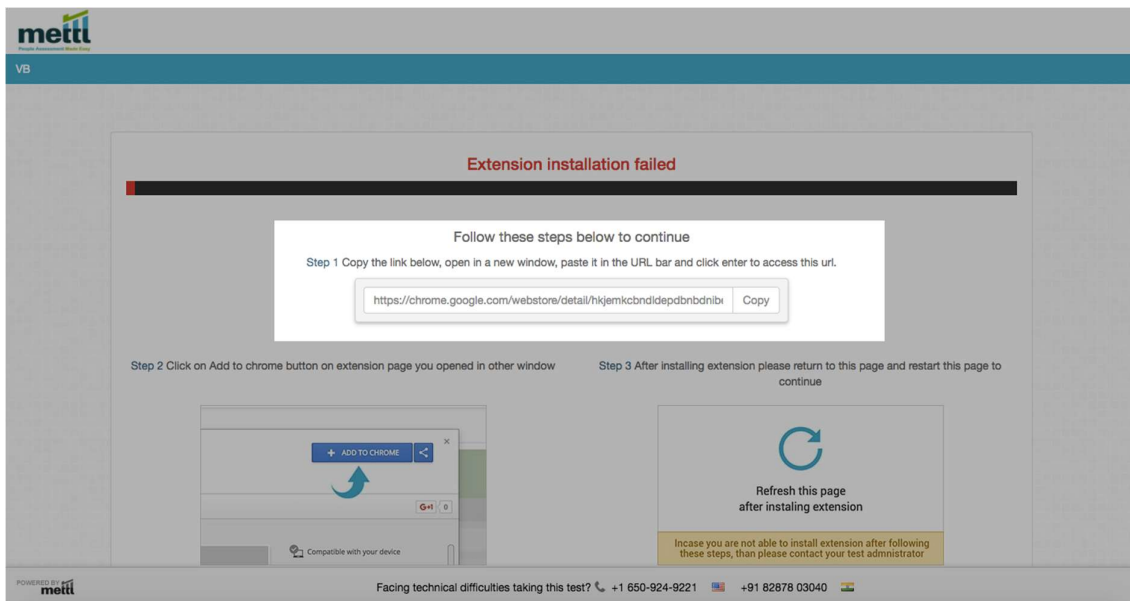 mettl
People Assessment Made Easy
VB
Extension installation failed
Follow these steps below to continue
Step 1 Copy the link below, open in a new window, paste it in the URL bar and click enter to access this url.
https://chrome.google.com/webstore/detail/hkjemkcbndldepdbnbdnibe
Copy
Step 2 Click on Add to chrome button on extension page you opened in other window
Step 3 After installing extension please return to this page and restart this page to
continue
+ ADD TO CHROME
×
G+1 0
Compatible with your device
Refresh this page
after instaling extension
Incase you are not able to install extension after following
these steps, than please contact your test admnistrator
POWERED BY
mettl
Facing technical difficulties taking this test? +1 650-924-9221 +91 82878 03040